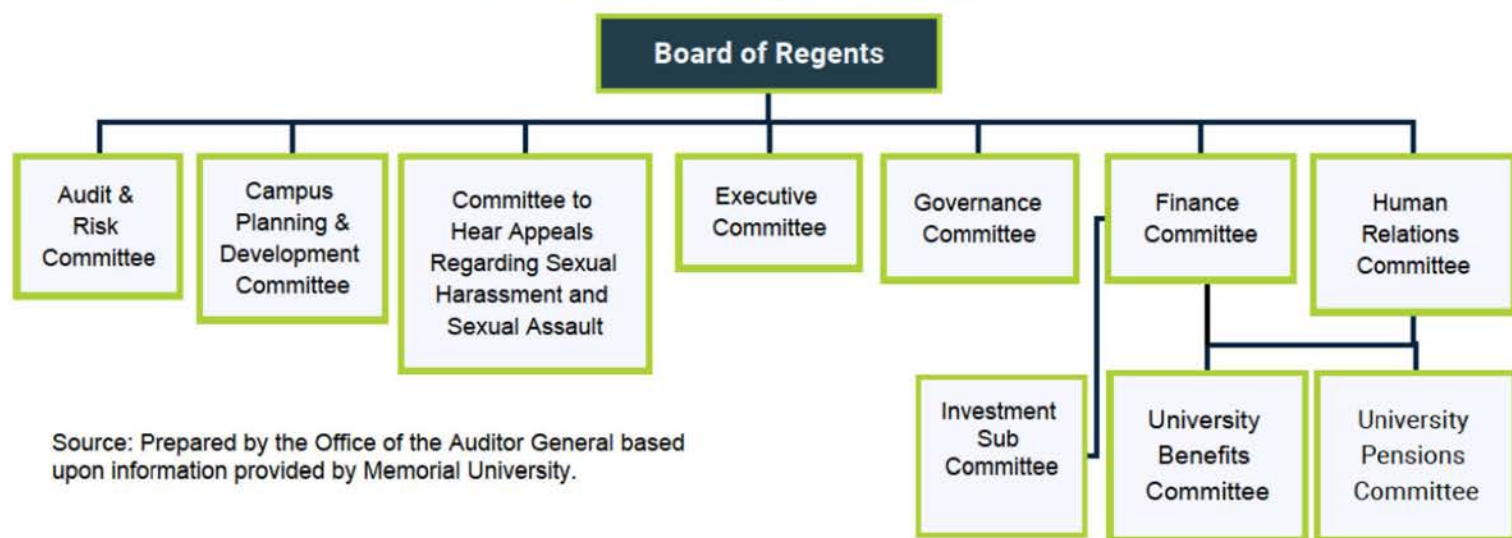 Board of Regents
Audit &
Risk
Committee
Campus
Planning &
Development
Committee
Committee to
Hear Appeals
Regarding Sexual
Harassment and
Sexual Assault
Executive
Committee
Governance
Committee
Finance
Committee
Human
Relations
Committee
Investment
Sub
Committee
University
Benefits
Committee
University
Pensions
Committee
Source: Prepared by the Office of the Auditor General based
upon information provided by Memorial University.